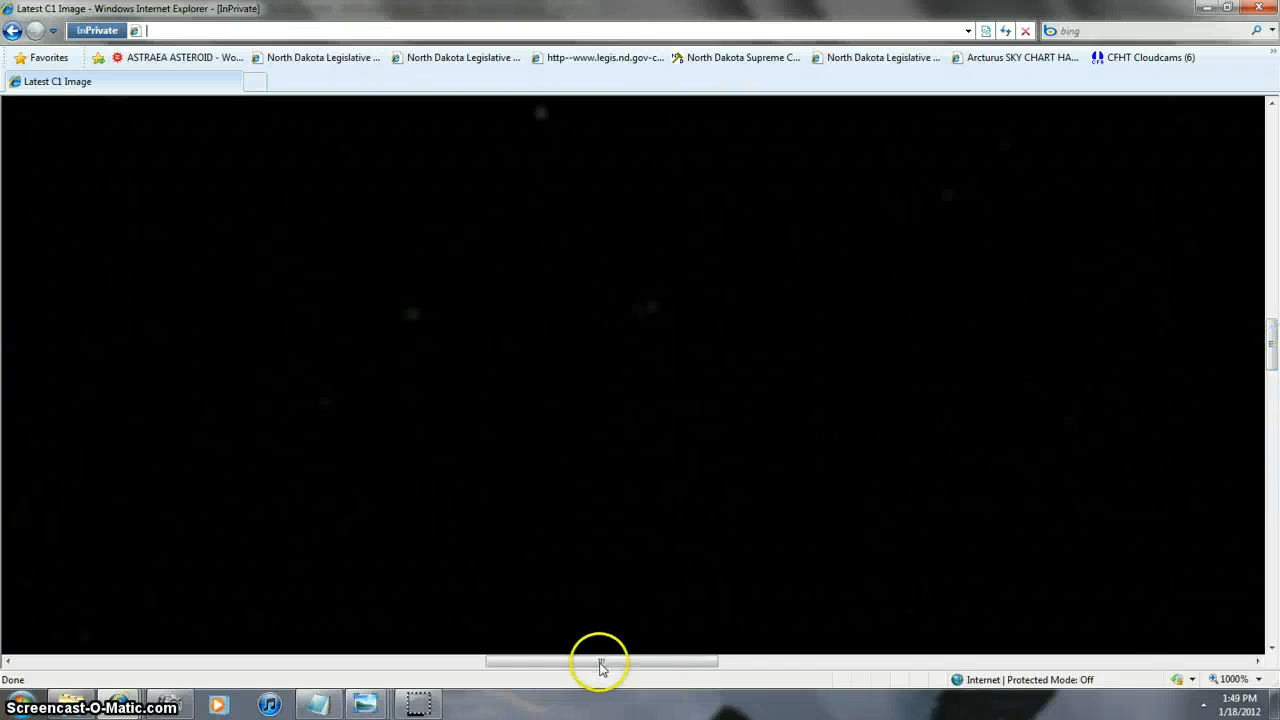 Latest C1 Image - Windows Internet Explorer - [InPrivate]
InPrivate
bing
Favorites
ASTRAEA ASTEROID - Wo...
North Dakota Legislative ...
North Dakota Legislative ...
http--www.legis.nd.gov-c...
North Dakota Supreme C...
North Dakota Legislative ...
Arcturus SKY CHART HA...
CFHT Cloudcams (6)
Latest C1 Image
Done
Internet | Protected Mode: Off
1000%
Screencast-O-Matic.com
1:49 PM
1/18/2012